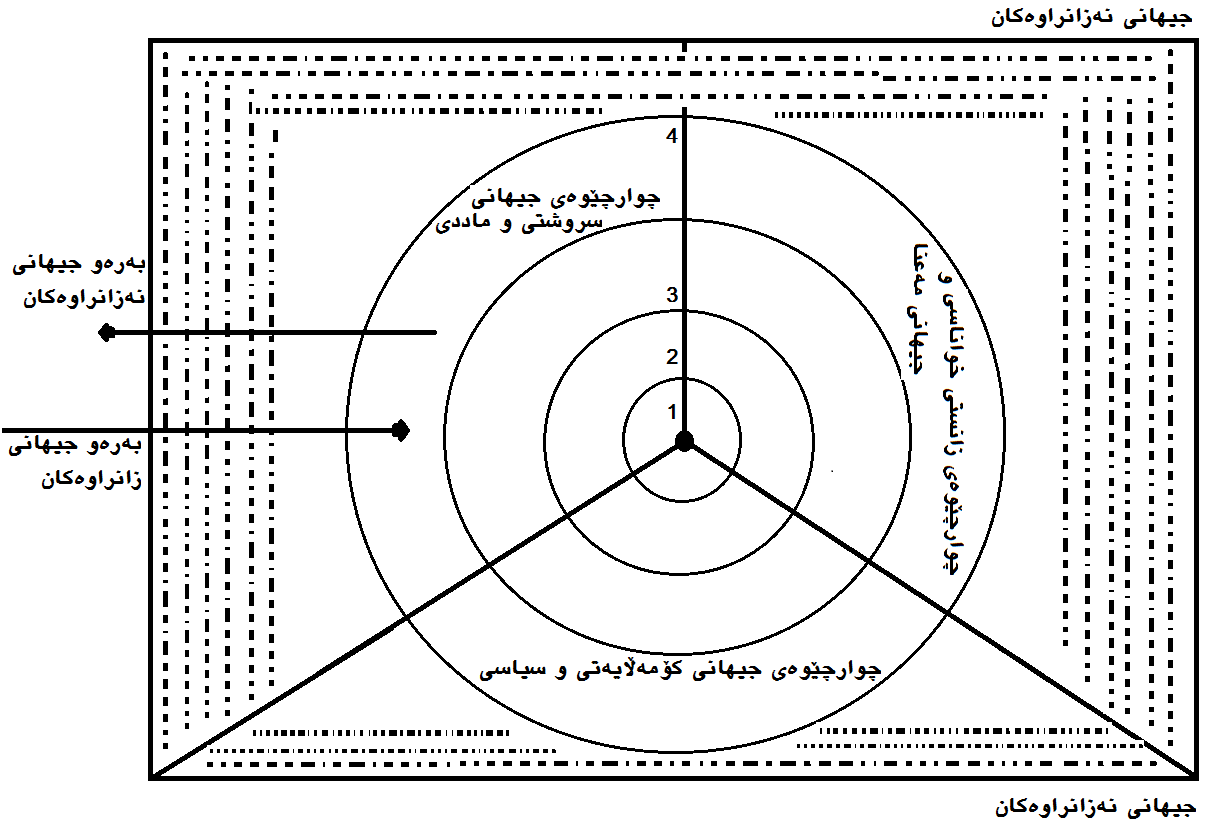 جیهانی نەزانراوەکان
4
چوارچێوەی جیهانی
سروشتی و ماددی
بەرەو جیهانی
نەزانراوەکان
3
2
1
چوارچێوەی زانستی خواناسی و
جیهانی مەعنا
بەرەو جیهانی
زانراوەکان
چوارچێوەی جیهانی کۆمەڵایەتی و سیاسی
جیهانی نەزانراوەکان